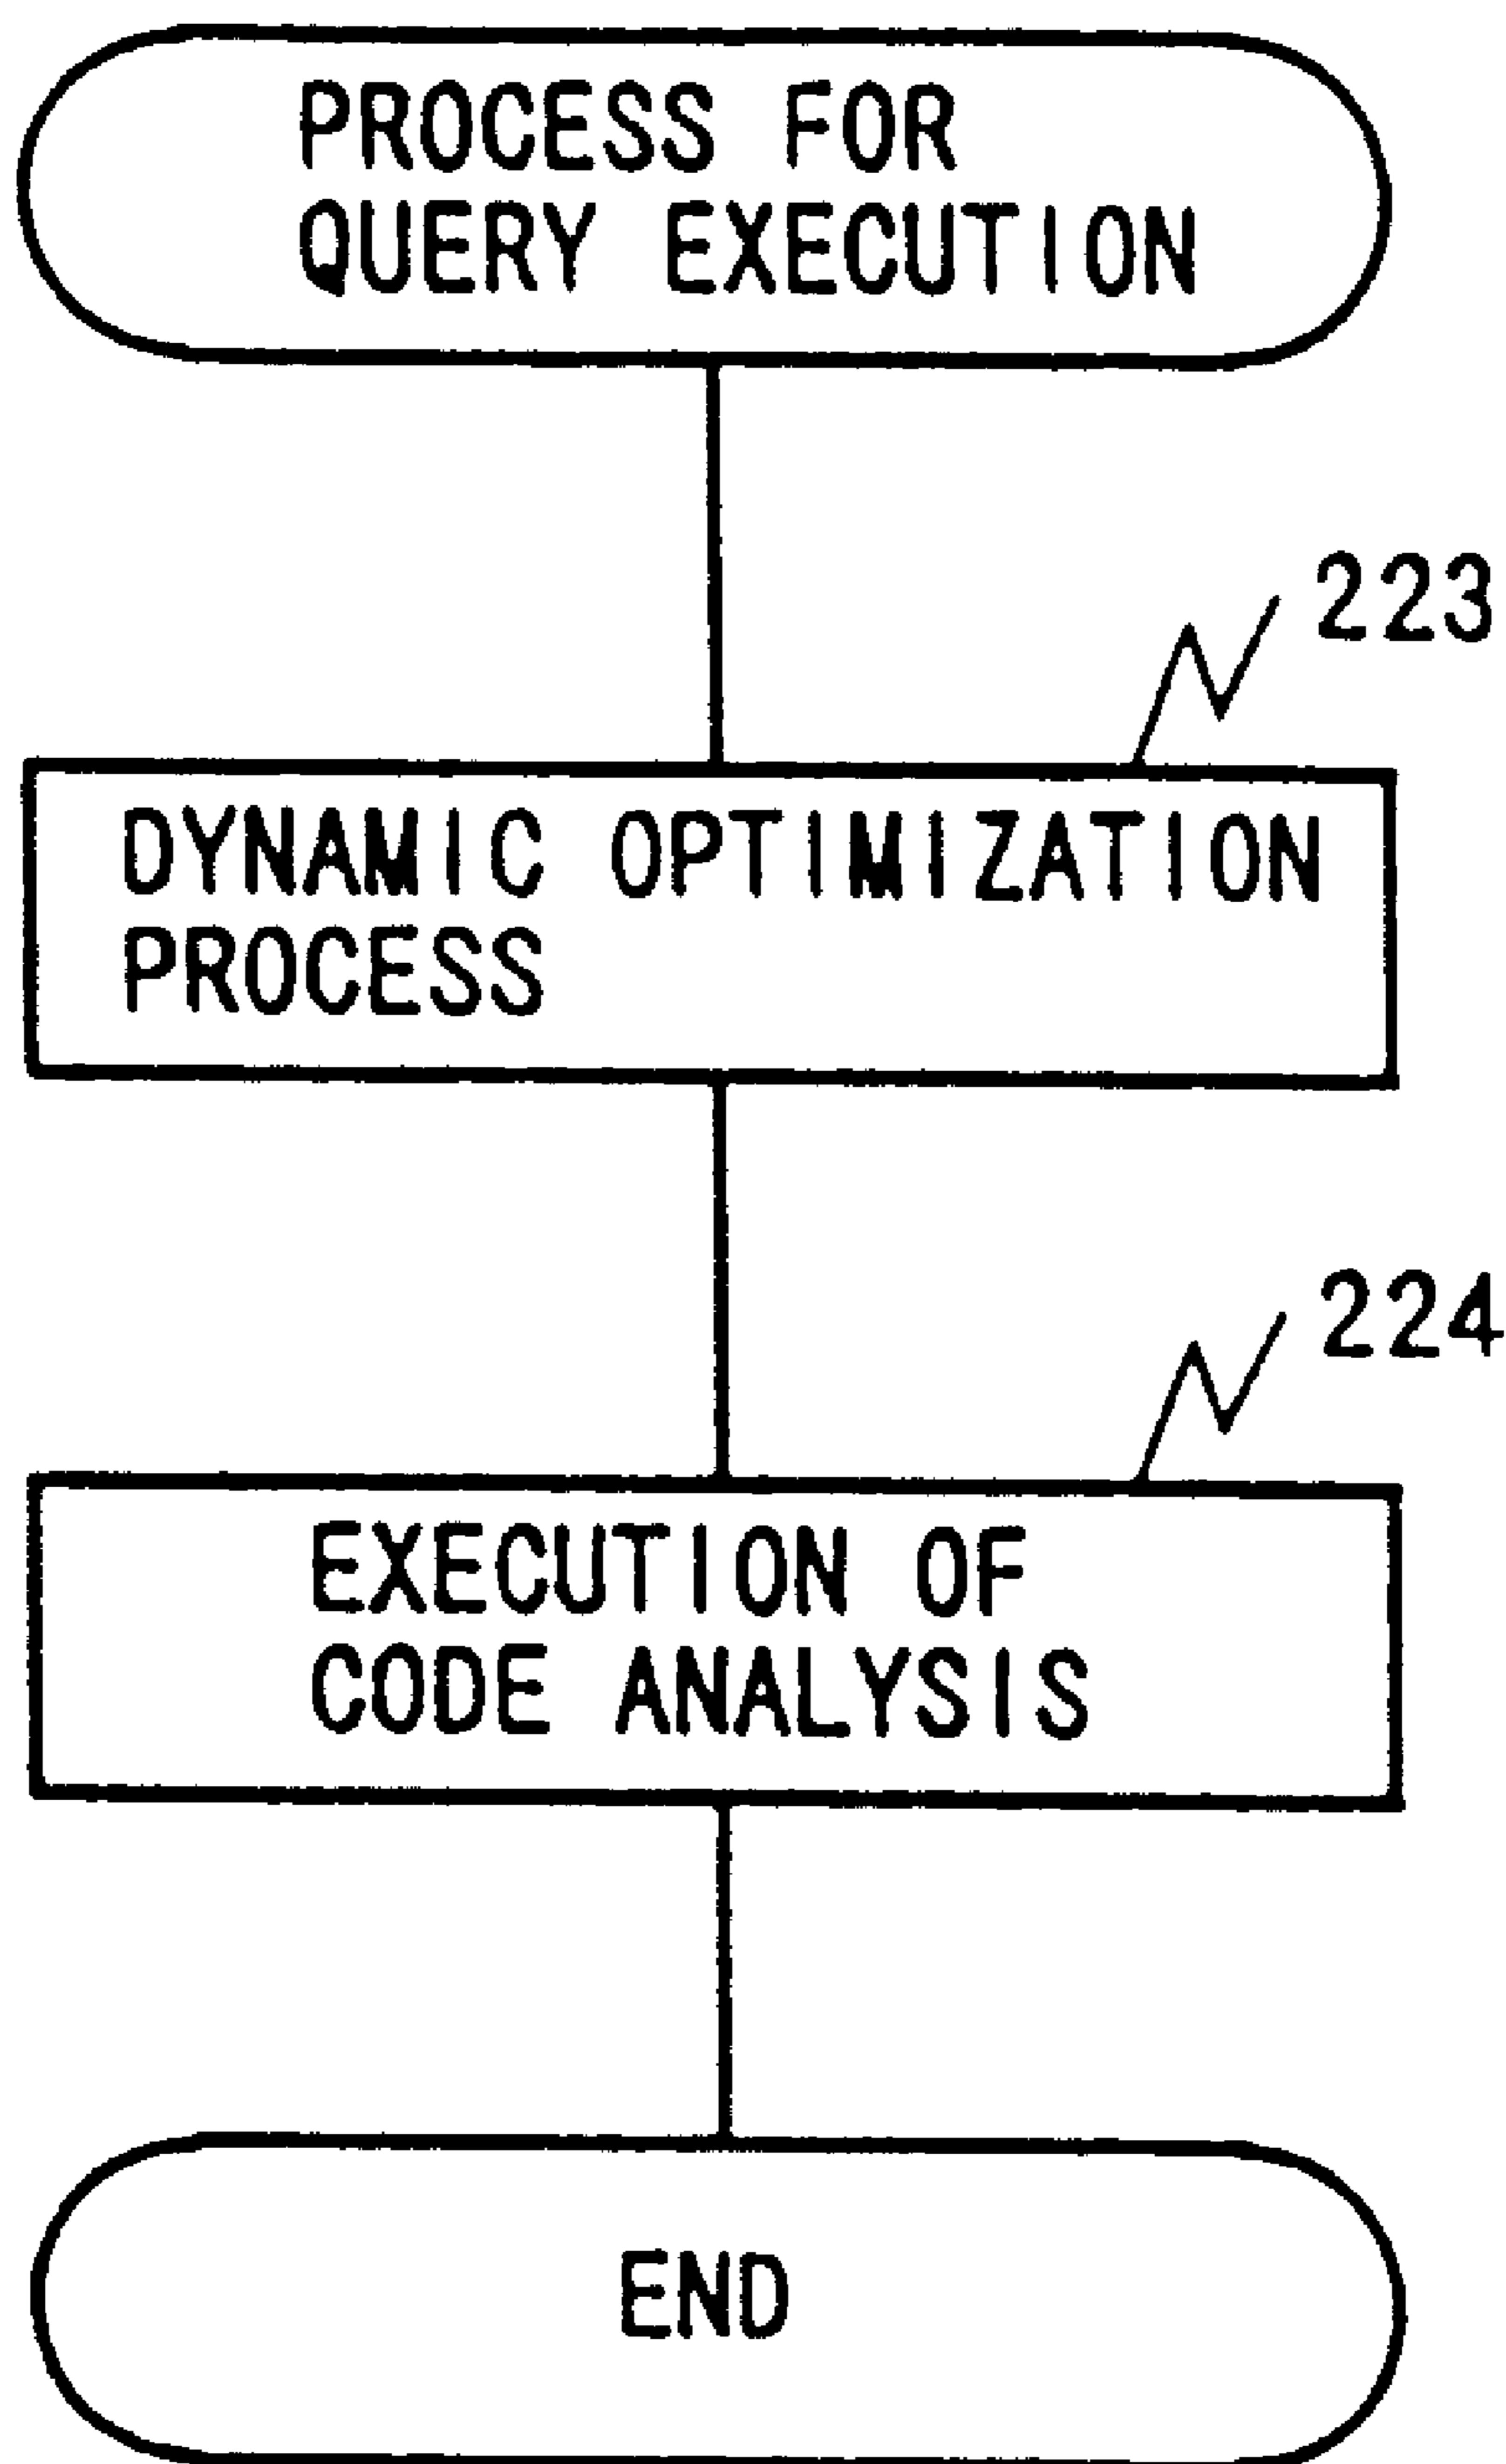 PROCESS FOR
QUERY EXECUTION
223
DYNAMIC OPTIMIZATION
PROCESS
224
EXECUTION OF
CODE ANALYSIS
END